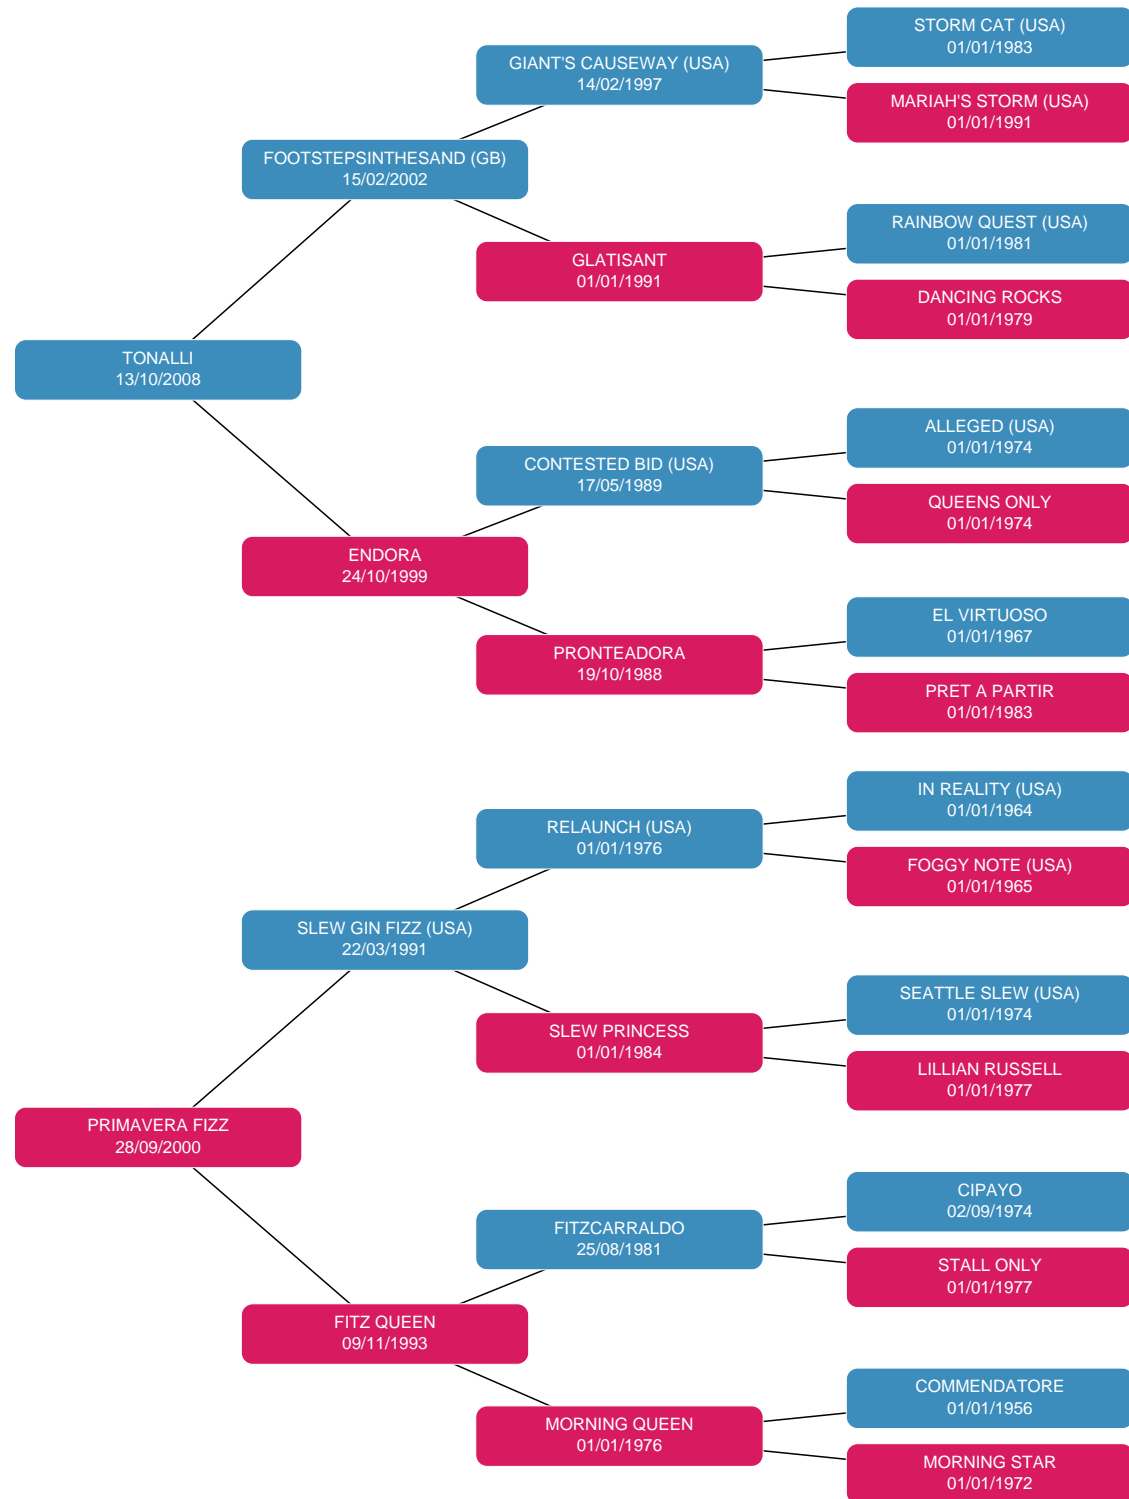 STORM CAT (USA)
01/01/1983
GIANT'S CAUSEWAY (USA)
14/02/1997
MARIAH'S STORM (USA)
01/01/1991
FOOTSTEPSINTHESAND (GB)
15/02/2002
RAINBOW QUEST (USA)
01/01/1981
GLATISANT
01/01/1991
DANCING ROCKS
01/01/1979
TONALLI
13/10/2008
ALLEGED (USA)
01/01/1974
CONTESTED BID (USA)
17/05/1989
QUEENS ONLY
01/01/1974
ENDORA
24/10/1999
EL VIRTUOSO
01/01/1967
PRONTEADORA
19/10/1988
PRET A PARTIR
01/01/1983
IN REALITY (USA)
01/01/1964
RELAUNCH (USA)
01/01/1976
FOGGY NOTE (USA)
01/01/1965
SLEW GIN FIZZ (USA)
22/03/1991
SEATTLE SLEW (USA)
01/01/1974
SLEW PRINCESS
01/01/1984
LILLIAN RUSSELL
01/01/1977
PRIMAVERA FIZZ
28/09/2000
CIPAYO
02/09/1974
FITZCARRALDO
25/08/1981
STALL ONLY
01/01/1977
FITZ QUEEN
09/11/1993
COMMENDATORE
01/01/1956
MORNING QUEEN
01/01/1976
MORNING STAR
01/01/1972